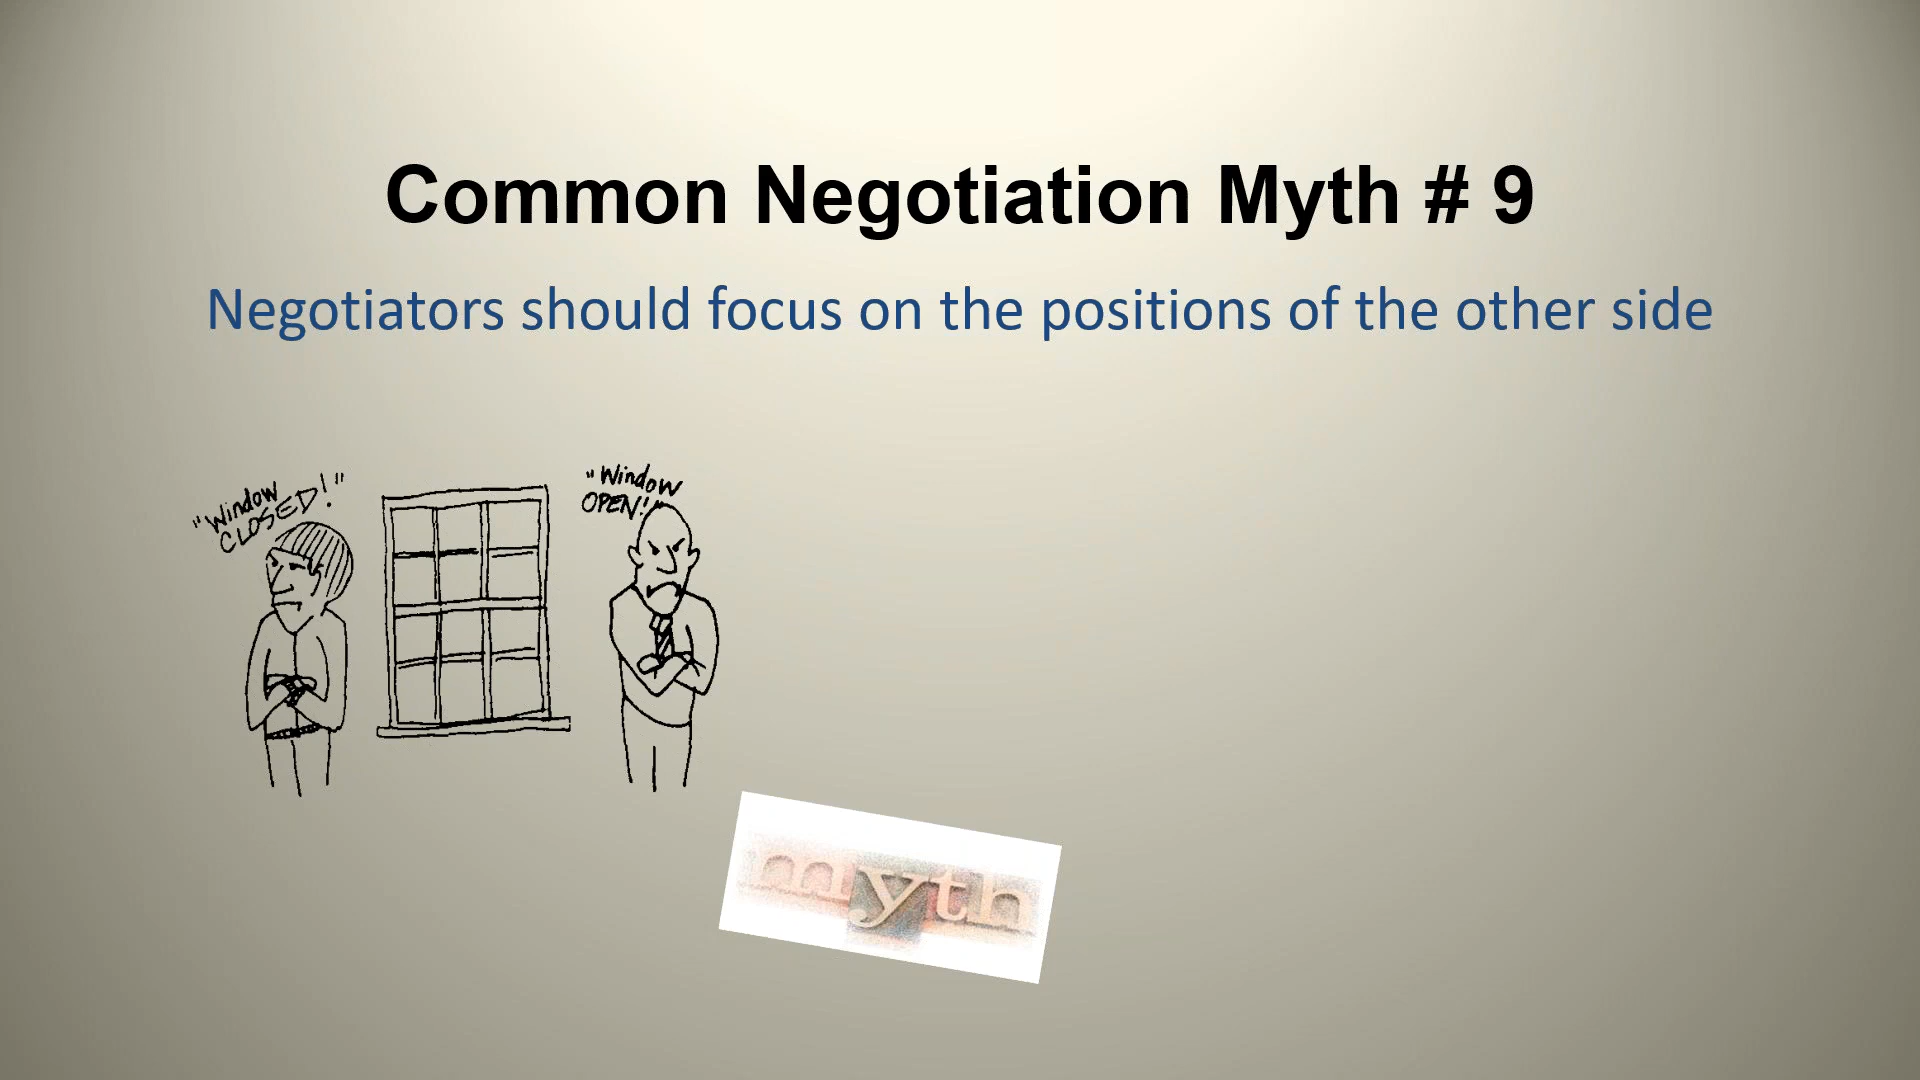 Common Negotiation Myth # 9
Negotiators should focus on the positions of the other side
"Window
CLOSED!"
"Window
OPEN!"
myth